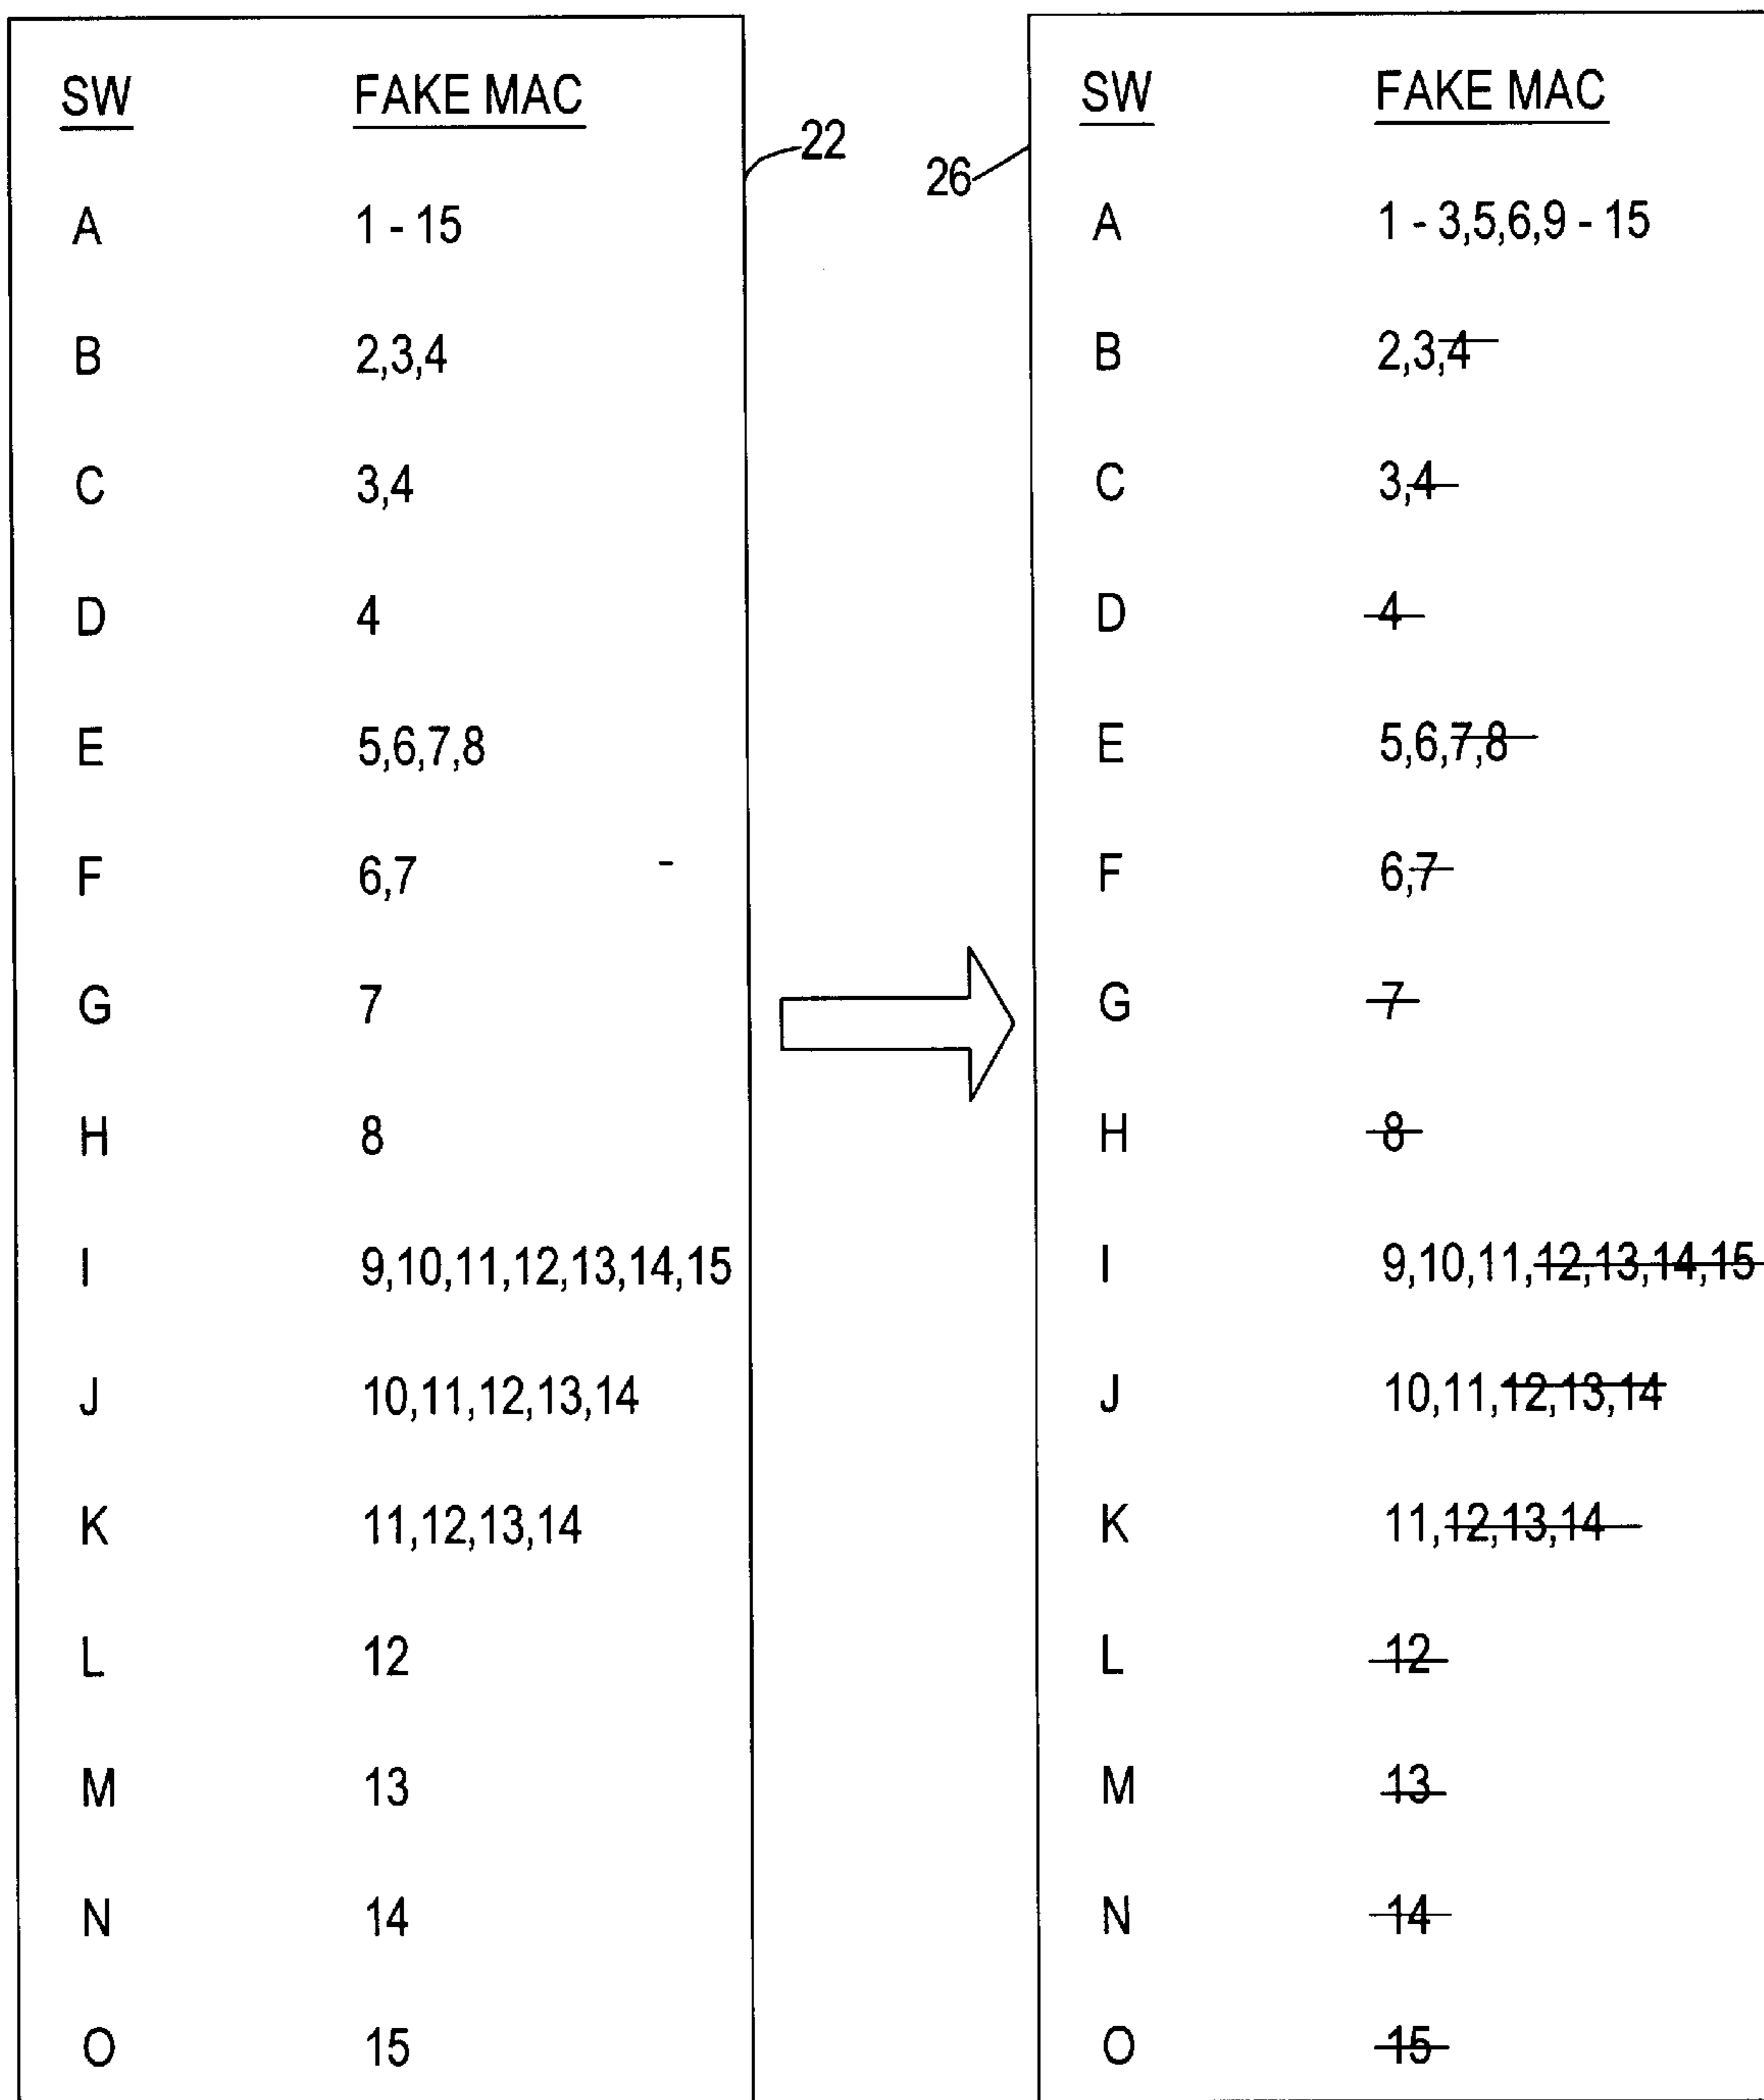 SW FAKE MAC
A 1 - 15
B 2,3,4
C 3,4
D 4
E 5,6,7,8
F 6,7 -
G 7
H 8
I 9,10,11,12,13,14,15
J 10,11,12,13,14
K 11,12,13,14
L 12
M 13
N 14
O 15
22
26
SW FAKE MAC
A 1 - 3,5,6,9 - 15
B 2,3,4
C 3,4
D 4
E 5,6,7,8
F 6,7
G 7
H 8
I 9,10,11,12,13,14,15
J 10,11,12,13,14
K 11,12,13,14
L 12
M 13
N 14
O 15